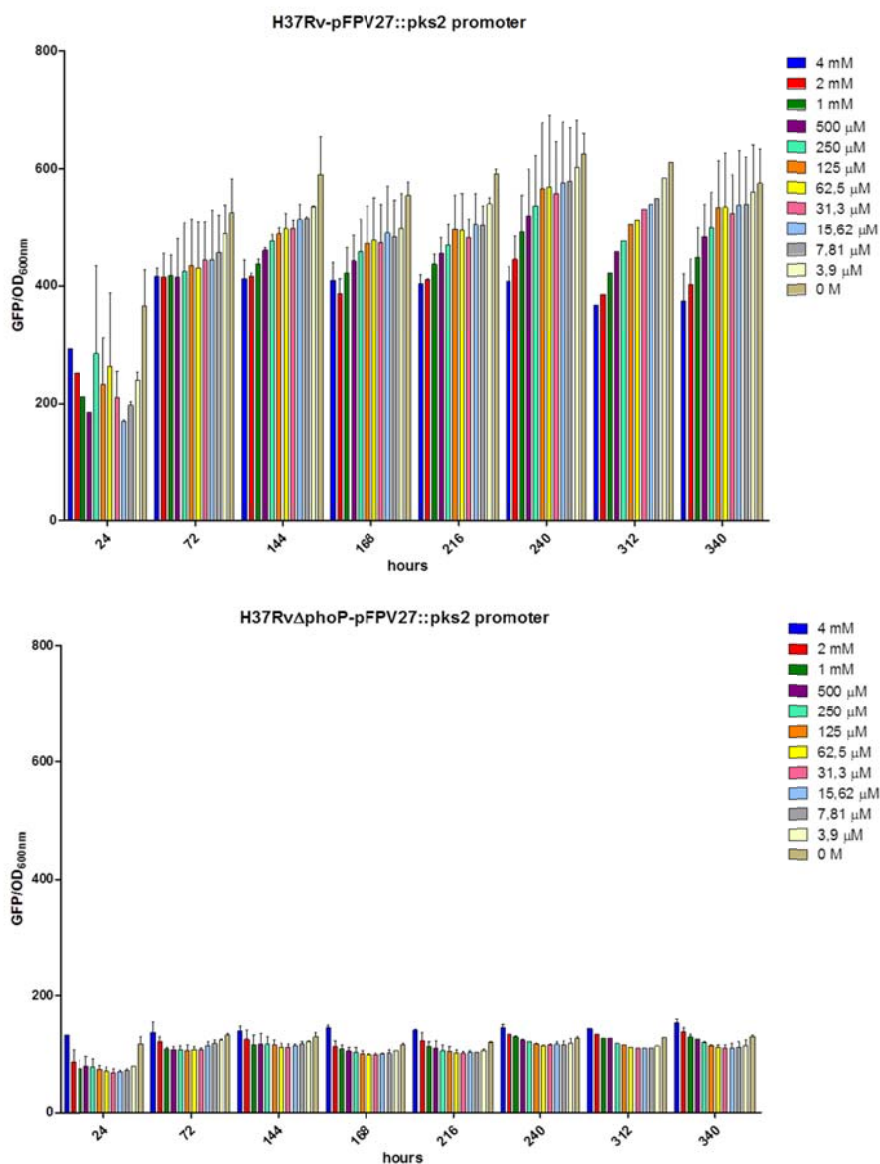 H37Rv-pFPV27::pks2 promoter
800
600
400
200
0
GFP/OD600nm
24 72 144 168 216 240 312 340
hours
4 mM
2 mM
1 mM
500 μM
250 μM
125 μM
62,5 μM
31,3 μM
15,62 μM
7,81 μM
3,9 μM
0 M
H37RvΔphoP-pFPV27::pks2 promoter
800
600
400
200
0
GFP/OD600nm
24 72 144 168 216 240 312 340
hours
4 mM
2 mM
1 mM
500 μM
250 μM
125 μM
62,5 μM
31,3 μM
15,62 μM
7,81 μM
3,9 μM
0 M